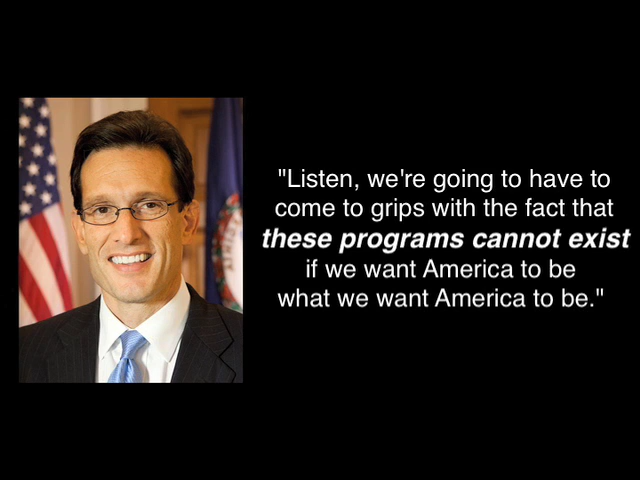 "Listen, we're going to have to
come to grips with the fact that
these programs cannot exist
if we want America to be
what we want America to be."